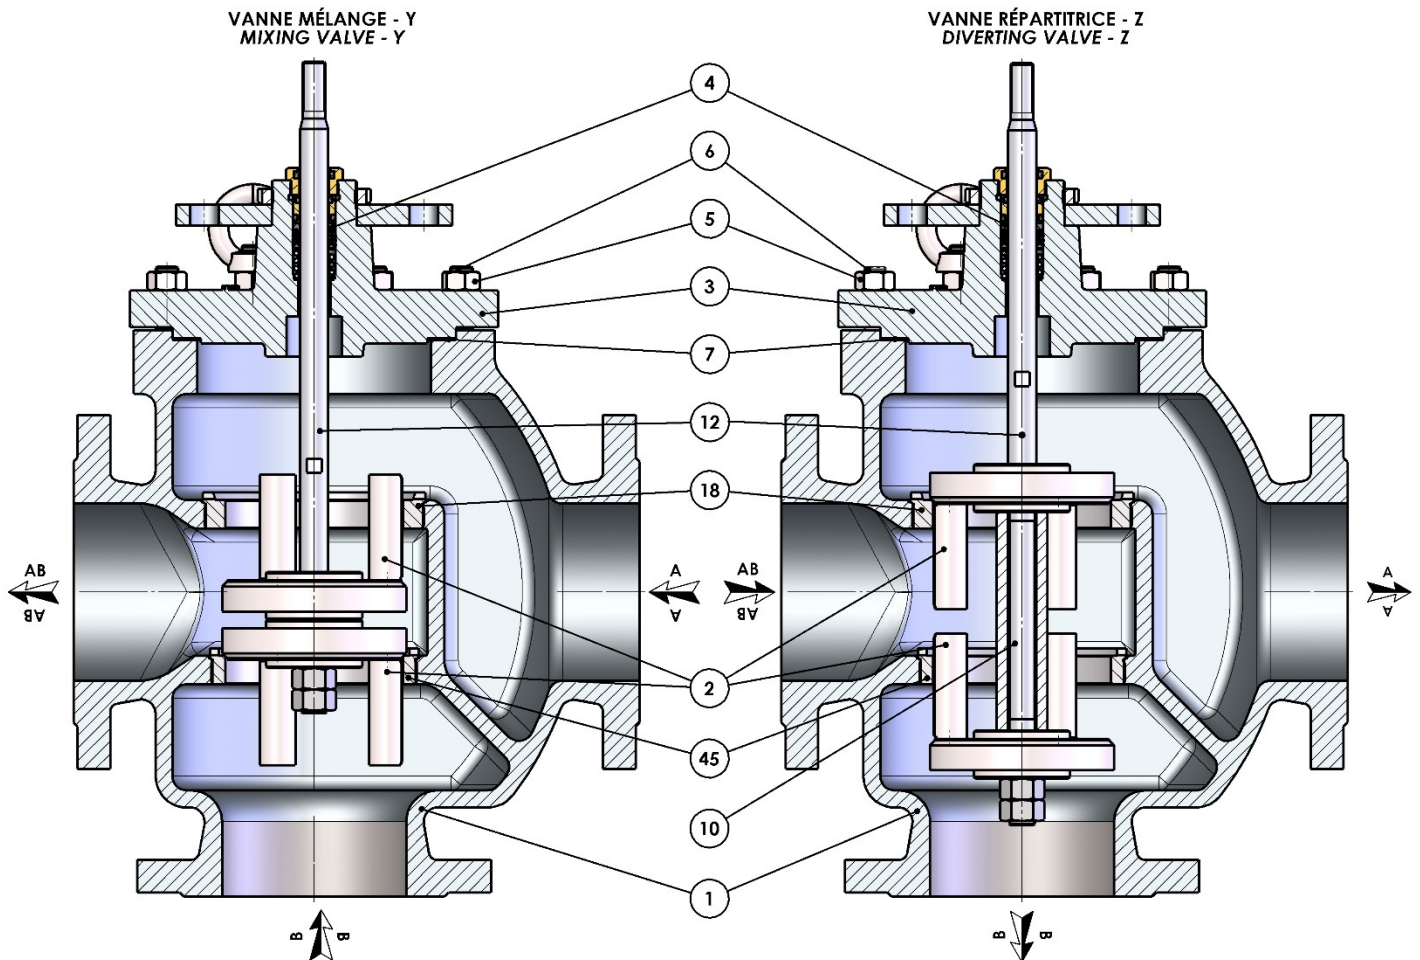 VANNE MÉLANGE - Y
MIXING VALVE - Y
VANNE RÉPARTITRICE - Z
DIVERTING VALVE - Z
4
6
5
3
7
12
18
AB
AB
A
A
AB
AB
A
A
2
45
10
1
B
B
B
B